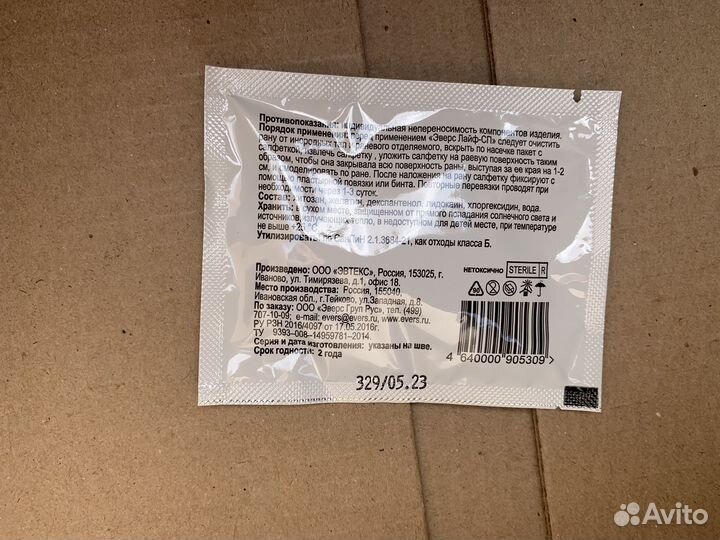 Противопоказания: индивидуальная непереносимость компонентов изделия.
Порядок применения: Перед применением «Эверс Лайф-СП» следует очистить
рану от инородных тел и раневого отделяемого, вскрыть по насечке пакет с
салфеткой, извлечь салфетку, уложить салфетку на раневую поверхность таким
образом, чтобы она закрывала всю поверхность раны, выступая за ее края на 1-2
см, и смоделировать по ране. После наложения на рану салфетку фиксируют с
помощью пластырной повязки или бинта. Повторные перевязки проводят при
необходимости через 1-3 суток.
Состав: хитозан, желатин, декспантенол, лидокаин, хлоргексидин, вода.
Хранить: в сухом месте, защищенном от прямого попадания солнечного света и
источников, излучающих тепло, в недоступном для детей месте, при температуре
не выше +25 °С.
Утилизировать по СанПиН 2.1.3684-21, как отходы класса Б.
Произведено: ООО «ЭВТЕКС», Россия, 153025, г.
Иваново, ул. Тимирязева, д.1, офис 18.
Место производства: Россия, 155040,
Ивановская обл., г.Тейково, ул.Западная, д.8.
По заказу: ООО «Эверс Груп Рус», тел. (499)
707-10-09; e-mail: evers@evers.ru, www.evers.ru.
РУ РЗН 2016/4097 от 17.05.2016г.
ТУ 9393-008-14959781-2014.
Серия и дата изготовления: указаны на шве.
Срок годности: 2 года
НЕТОКСИЧНО STERILE R
4 640000 905309
329/05.23
Avito